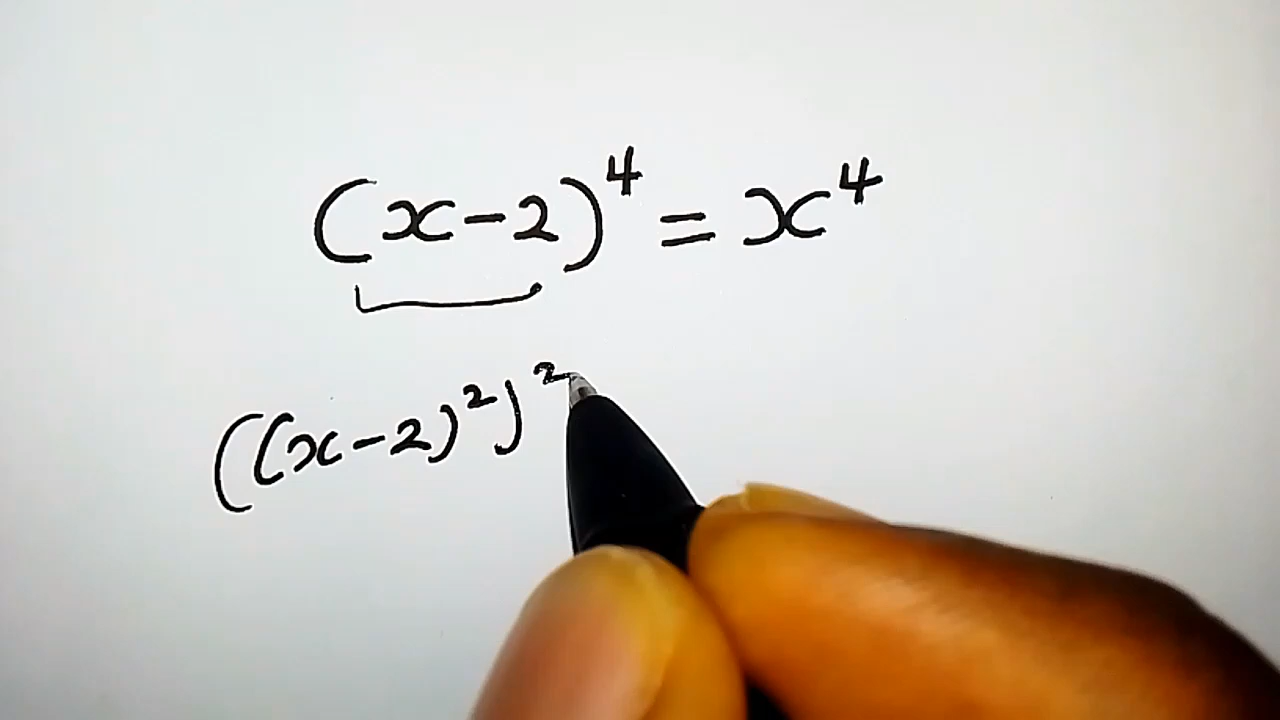 (x-2)⁴ = x⁴
((x-2)²)²